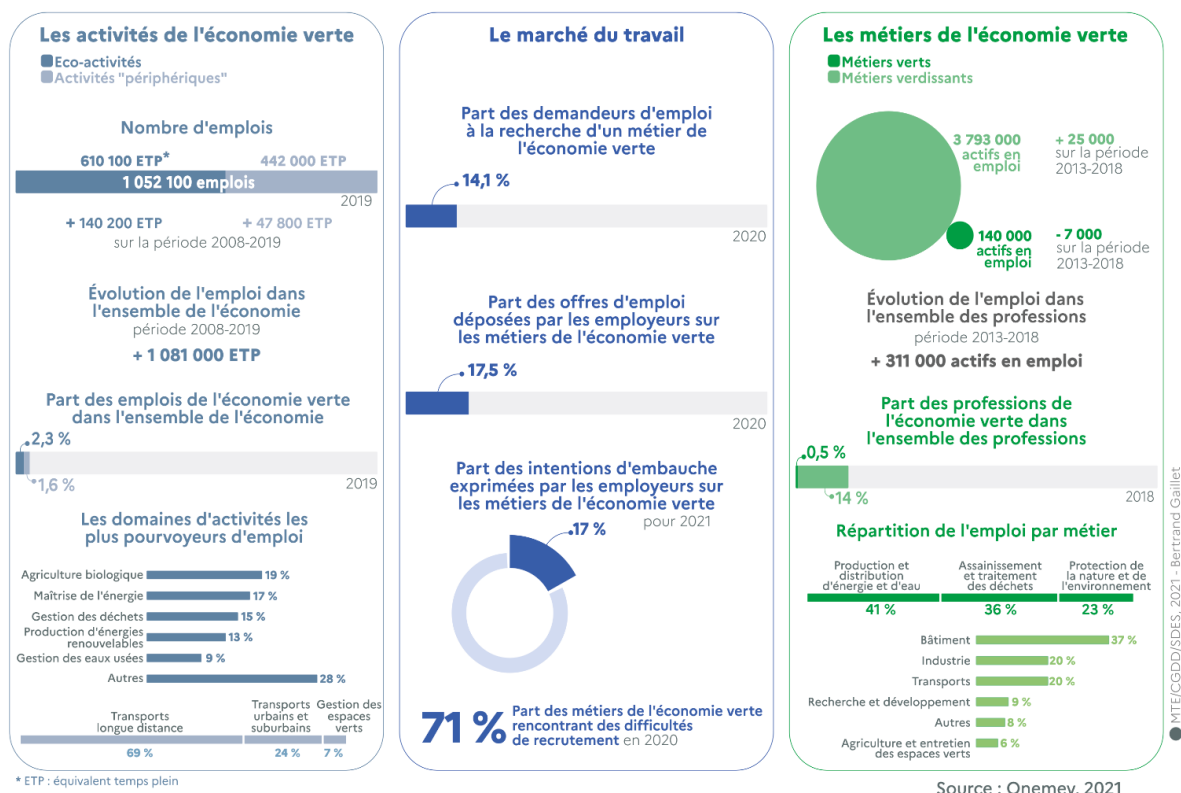 Les activités de l'économie verte
Eco-activités
Activités "périphériques"
Nombre d'emplois
610 100 ETP*
442 000 ETP
1 052 100 emplois
2019
+ 140 200 ETP
+ 47 800 ETP
sur la période 2008-2019
Évolution de l'emploi dans
l'ensemble de l'économie
période 2008-2019
+ 1 081 000 ETP
Part des emplois de l'économie verte
dans l'ensemble de l'économie
2,3 %
1,6 %
2019
Les domaines d'activités les
plus pourvoyeurs d'emploi
Agriculture biologique 19 %
Maîtrise de l'énergie 17 %
Gestion des déchets 15 %
Production d'énergies
renouvelables
13 %
Gestion des eaux usées 9 %
Autres 28 %
Transports
longue distance
69 %
Transports
urbains et
suburbains
24 %
Gestion des
espaces
verts
7 %
* ETP : équivalent temps plein
Le marché du travail
Part des demandeurs d'emploi
à la recherche d'un métier de
l'économie verte
14,1 %
2020
Part des offres d'emploi
déposées par les employeurs sur
les métiers de l'économie verte
17,5 %
2020
Part des intentions d'embauche
exprimées par les employeurs sur
les métiers de l'économie verte
pour 2021
17 %
71 %
Part des métiers de l'économie verte
rencontrant des difficultés
de recrutement en 2020
Les métiers de l'économie verte
Métiers verts
Métiers verdissants
3 793 000
actifs en
emploi
+ 25 000
sur la période
2013-2018
140 000
actifs en
emploi
- 7 000
sur la période
2013-2018
Évolution de l'emploi dans
l'ensemble des professions
période 2013-2018
+ 311 000 actifs en emploi
Part des professions de
l'économie verte dans
l'ensemble des professions
0,5 %
14 %
2018
Répartition de l'emploi par métier
Production et
distribution
d'énergie et d'eau
41 %
Assainissement
et traitement
des déchets
36 %
Protection de
la nature et de
l'environnement
23 %
Bâtiment 37 %
Industrie 20 %
Transports 20 %
Recherche et développement 9 %
Autres 8 %
Agriculture et entretien
des espaces verts
6 %
MTE/CGDD/SDES, 2021 - Bertrand Gaillet
Source : Onemev, 2021